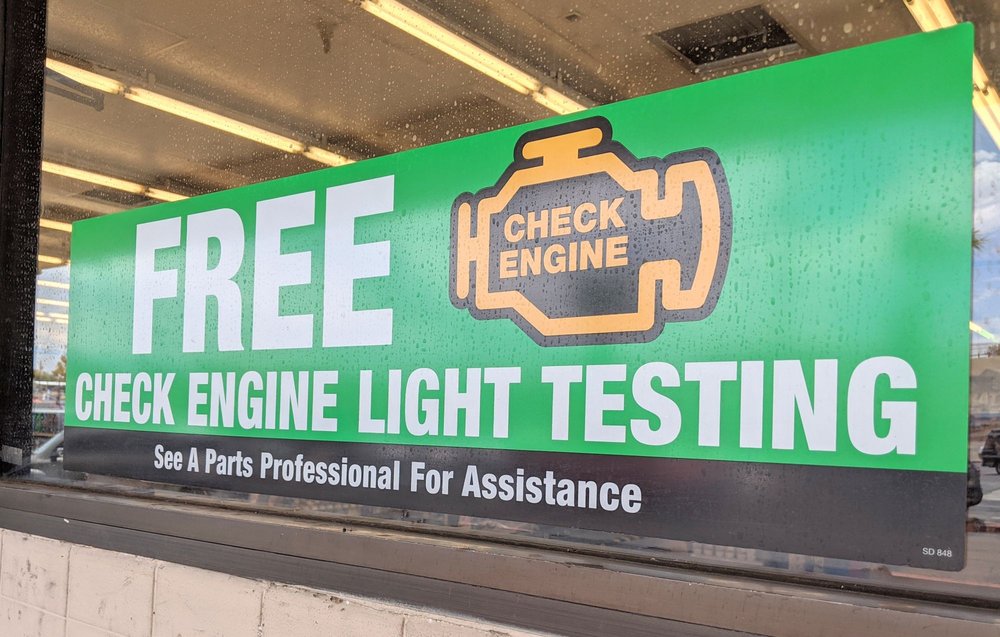 FREE
CHECK
ENGINE
CHECK ENGINE LIGHT TESTING
See A Parts Professional For Assistance
SD 848